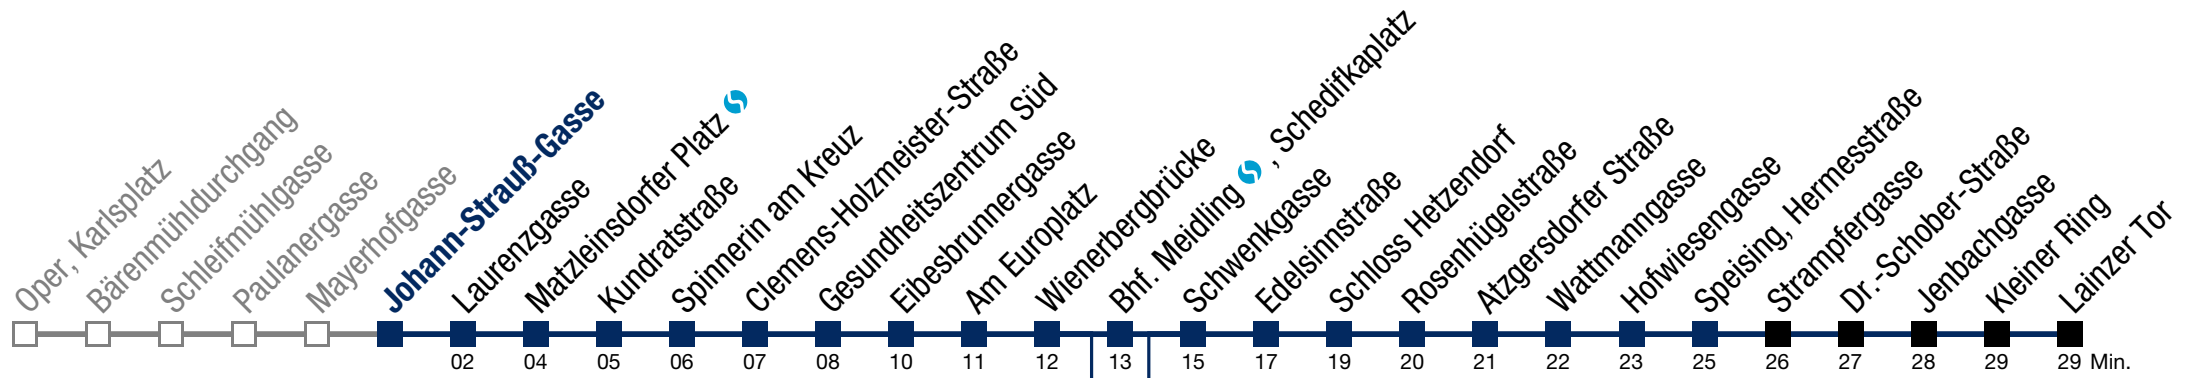 Oper, Karlsplatz
Bärenmühldurchgang
Schleifmühlgasse
Paulanergasse
Mayerhofgasse
Johann-Strauß-Gasse
Laurenzgasse
Matzleinsdorfer Platz
Kundratstraße
Spinnerin am Kreuz
Clemens-Holzmeister-Straße
Gesundheitszentrum Süd
Eibesbrunnergasse
Am Europlatz
Wienerbergbrücke
Bhf. Meidling , Schedifkaplatz
Schwenkgasse
Edelsinnstraße
Schloss Hetzendorf
Rosenhügelstraße
Atzgersdorfer Straße
Wattmanngasse
Hofwiesengasse
Speising, Hermesstraße
Strampfergasse
Dr.-Schober-Straße
Jenbachgasse
Kleiner Ring
Lainzer Tor
02 04 05 06 07 08 10 11 12 13 15 17 19 20 21 22 23 25 26 27 28 29 29 Min.